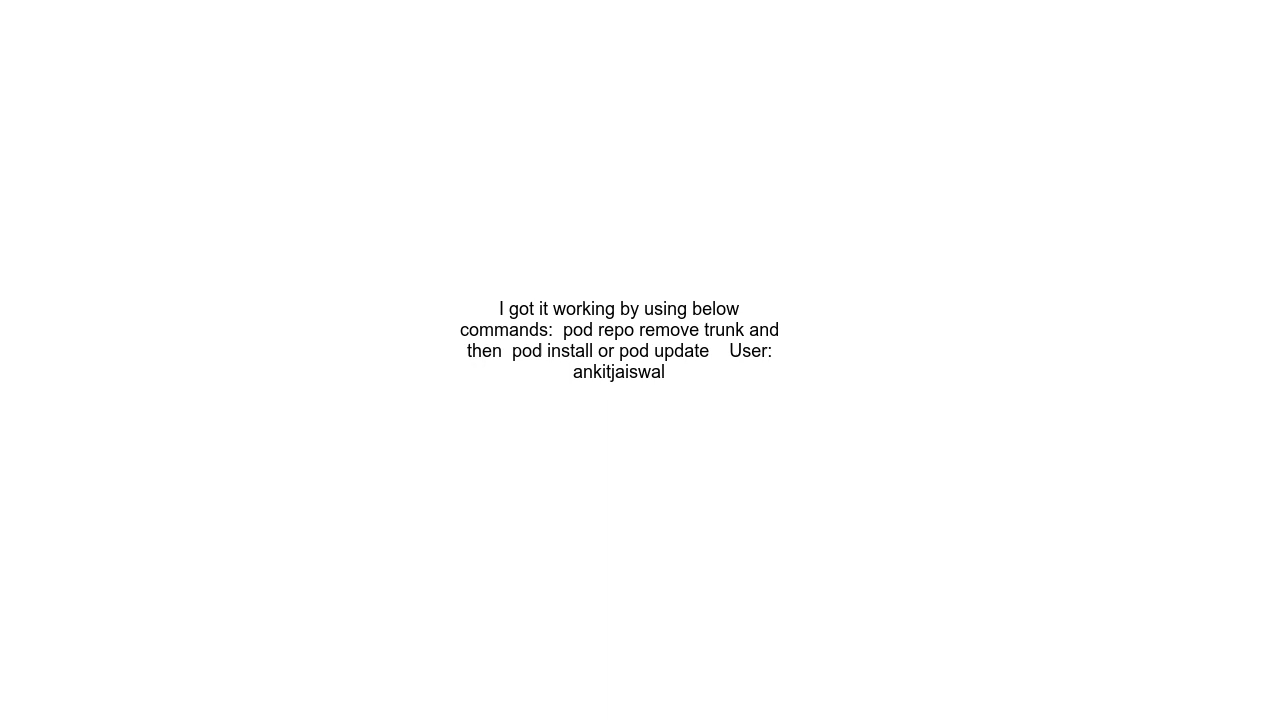 I got it working by using below
commands:  pod repo remove trunk and
then  pod install or pod update    User:
ankitjaiswal